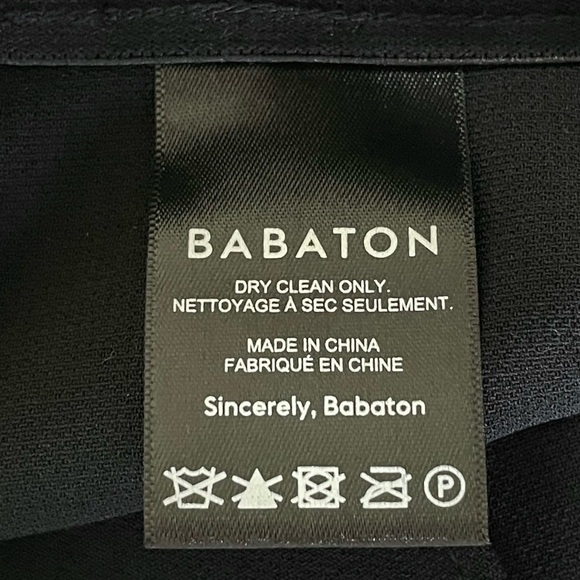 BABATON
DRY CLEAN ONLY.
NETTOYAGE À SEC SEULEMENT.
MADE IN CHINA
FABRIQUÉ EN CHINE
Sincerely, Babaton
P